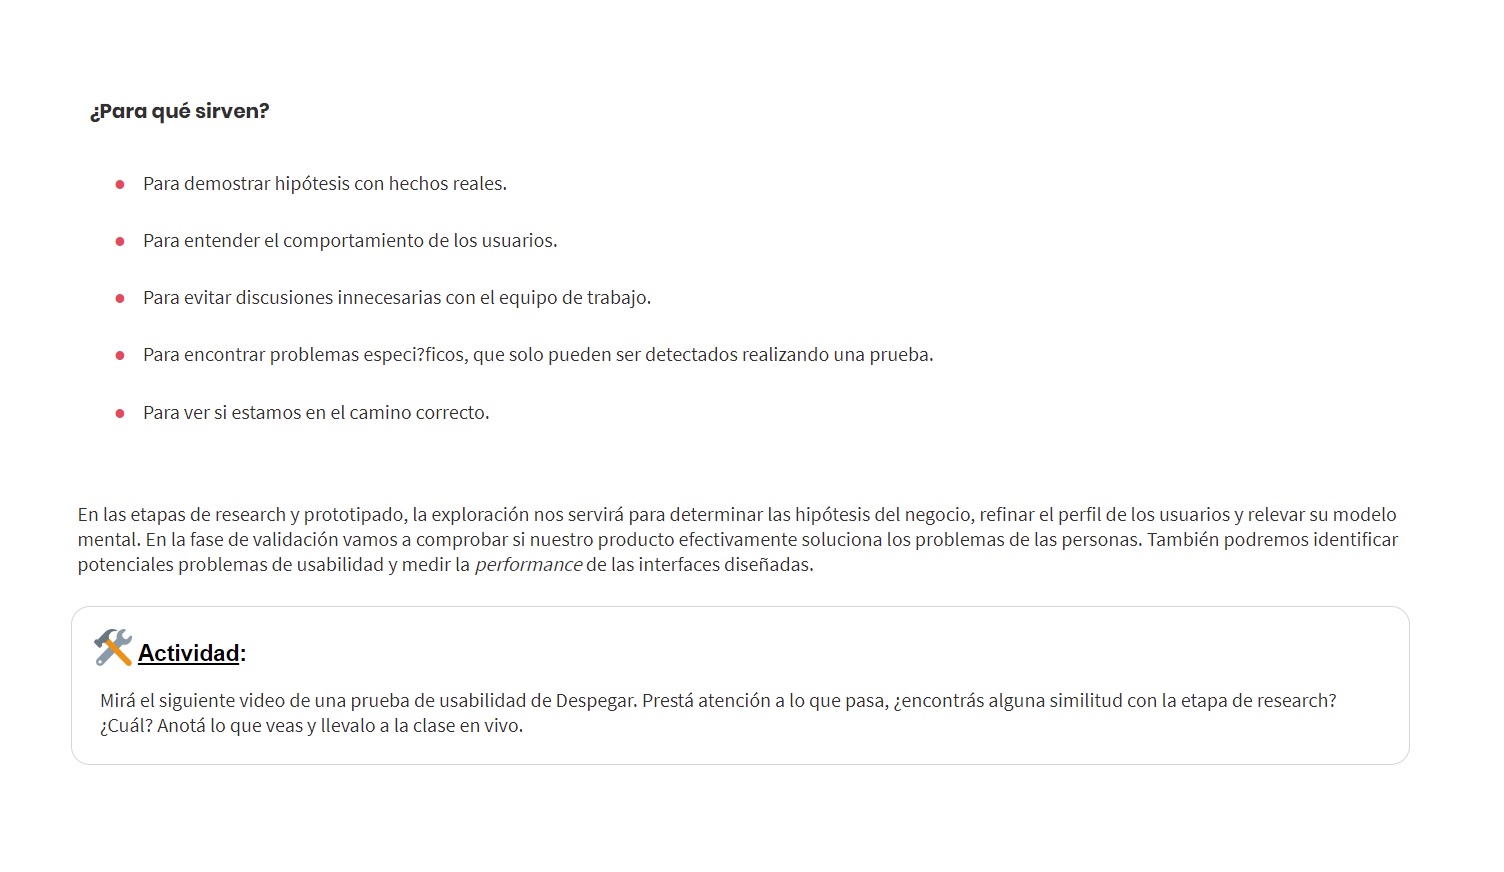 ¿Para qué sirven?
Para demostrar hipótesis con hechos reales.
Para entender el comportamiento de los usuarios.
Para evitar discusiones innecesarias con el equipo de trabajo.
Para encontrar problemas especi?ficos, que solo pueden ser detectados realizando una prueba.
Para ver si estamos en el camino correcto.
En las etapas de research y prototipado, la exploración nos servirá para determinar las hipótesis del negocio, refinar el perfil de los usuarios y relevar su modelo
mental. En la fase de validación vamos a comprobar si nuestro producto efectivamente soluciona los problemas de las personas. También podremos identificar
potenciales problemas de usabilidad y medir la performance de las interfaces diseñadas.
Actividad:
Mirá el siguiente video de una prueba de usabilidad de Despegar. Prestá atención a lo que pasa, ¿encontrás alguna similitud con la etapa de research?
¿Cuál? Anotá lo que veas y llevalo a la clase en vivo.